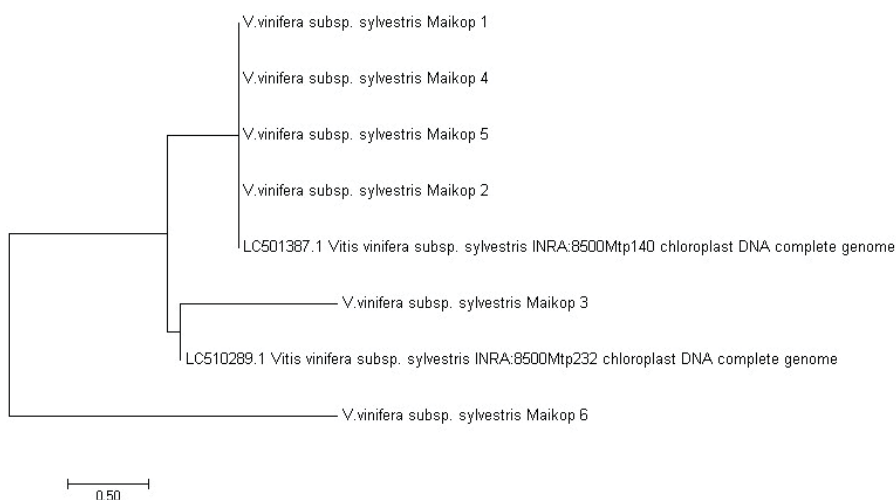 V.vinifera subsp. sylvestris Maikop 1
V.vinifera subsp. sylvestris Maikop 4
V.vinifera subsp. sylvestris Maikop 5
V.vinifera subsp. sylvestris Maikop 2
LC501387.1 Vitis vinifera subsp. sylvestris INRA:8500Mtp140 chloroplast DNA complete genome
V.vinifera subsp. sylvestris Maikop 3
LC510289.1 Vitis vinifera subsp. sylvestris INRA:8500Mtp232 chloroplast DNA complete genome
V.vinifera subsp. sylvestris Maikop 6
0.50